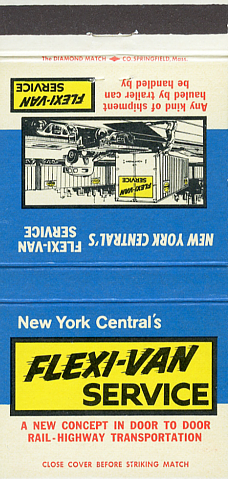 The DIAMOND MATCH CO. SPRINGFIELD, MASS.
Any kind of shipment
hauled by trailer can
be handled by
FLEXI-VAN
SERVICE
FLEXI-VAN
SERVICE
NEW YORK CENTRAL'S
FLEXI-VAN
SERVICE
New York Central's
FLEXI-VAN
SERVICE
A NEW CONCEPT IN DOOR TO DOOR
RAIL-HIGHWAY TRANSPORTATION
CLOSE COVER BEFORE STRIKING MATCH